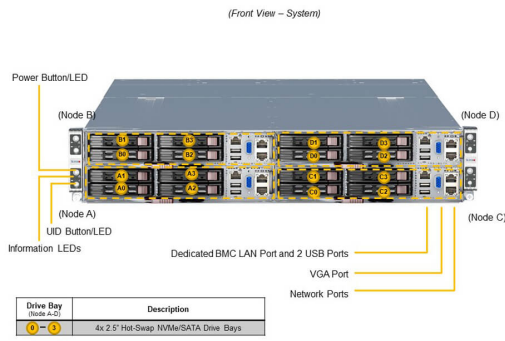 (Front View – System)
Power Button/LED
(Node B)
(Node D)
B1
B3
D1
D3
B0
B2
D0
D2
A1
A3
C1
C3
A0
A2
C0
C2
(Node A)
(Node C)
UID Button/LED
Information LEDs
Dedicated BMC LAN Port and 2 USB Ports
VGA Port
Network Ports
Drive Bay
(Node A-D)
Description
0 – 3
4x 2.5" Hot-Swap NVMe/SATA Drive Bays